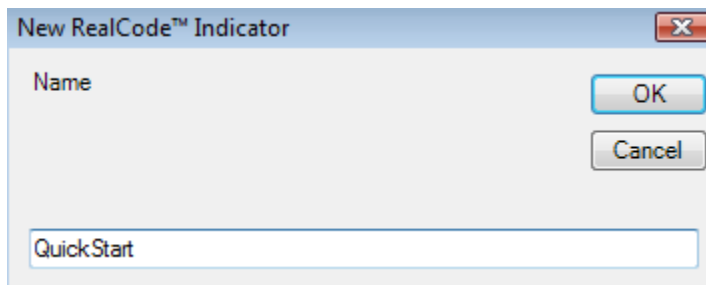 New RealCode™ Indicator
Name
OK
Cancel
QuickStart